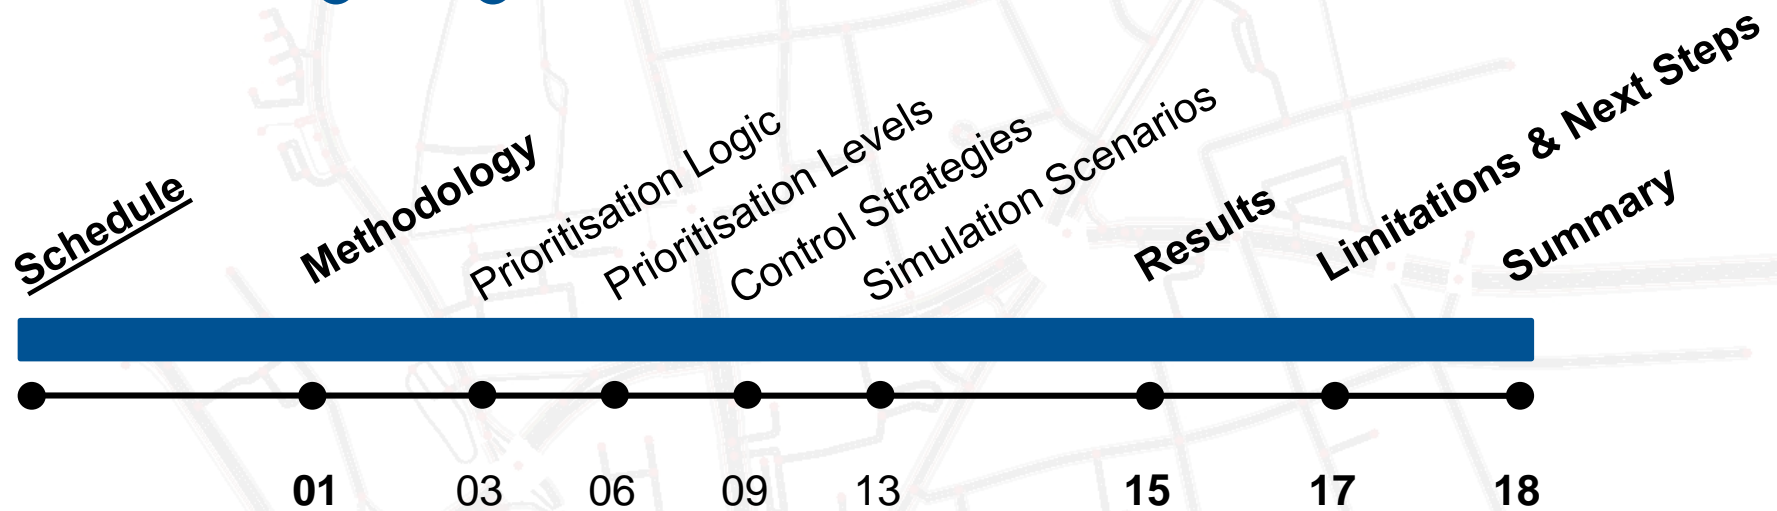 Schedule
Methodology
Prioritisation Logic
Prioritisation Levels
Control Strategies
Simulation Scenarios
Results
Limitations & Next Steps
Summary
01
03
06
09
13
15
17
18